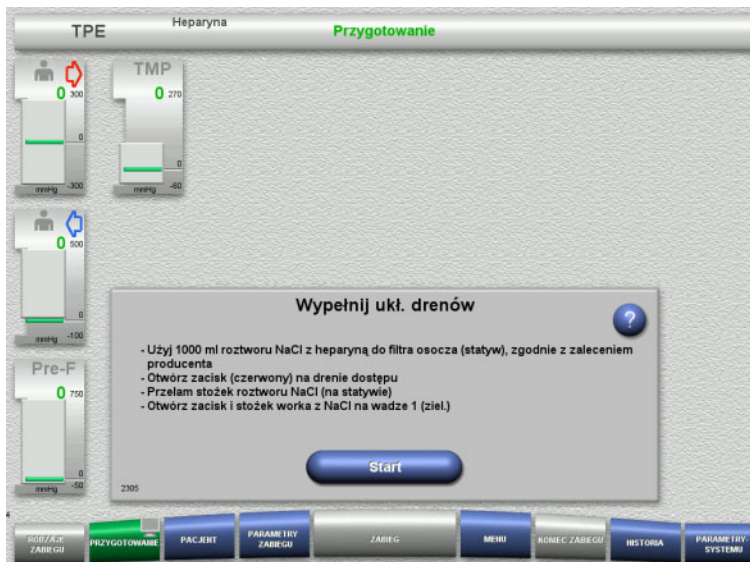 TPE
Heparyna
Przygotowanie
0
300
0
-300
mmHg
TMP
0
270
0
-60
mmHg
0
500
0
-100
mmHg
Pre-F
0
750
0
-50
mmHg
Wypełnij ukł. drenów
?
- Użyj 1000 ml roztworu NaCl z heparyną do filtra osocza (statyw), zgodnie z zaleceniem
producenta
- Otwórz zacisk (czerwony) na drenie dostępu
- Przełam stożek roztworu NaCl (na statywie)
- Otwórz zacisk i stożek worka z NaCl na wadze 1 (ziel.)
Start
2305
4
RODZAJE
ZABIEGU
PRZYGOTOWANIE
PACJENT
PARAMETRY
ZABIEGU
ZABIEG
MENU
KONIEC ZABIEGU
HISTORIA
PARAMETRY-
SYSTEMU